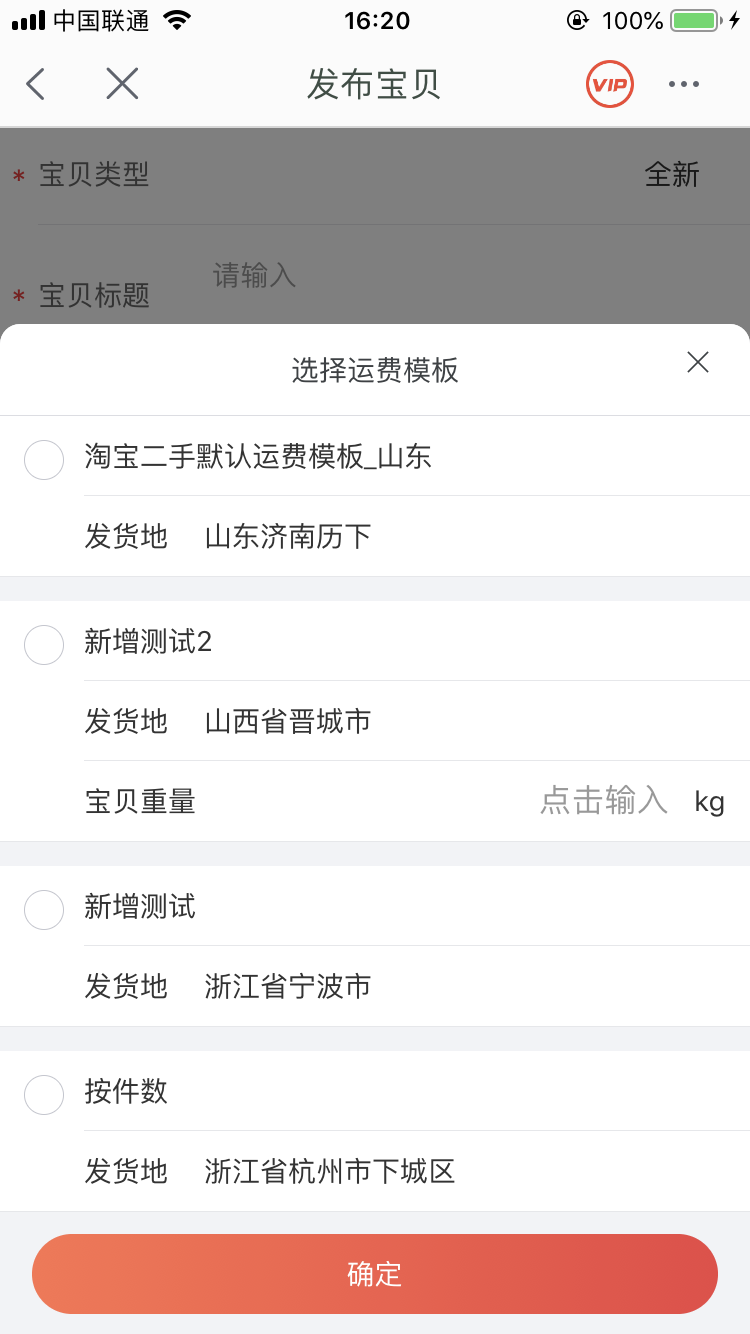 中国联通 16:20 100%
发布宝贝 VIP
* 宝贝类型 全新
* 宝贝标题 请输入
选择运费模板
淘宝二手默认运费模板_山东
发货地 山东济南历下
新增测试2
发货地 山西省晋城市
宝贝重量 点击输入 kg
新增测试
发货地 浙江省宁波市
按件数
发货地 浙江省杭州市下城区
确定